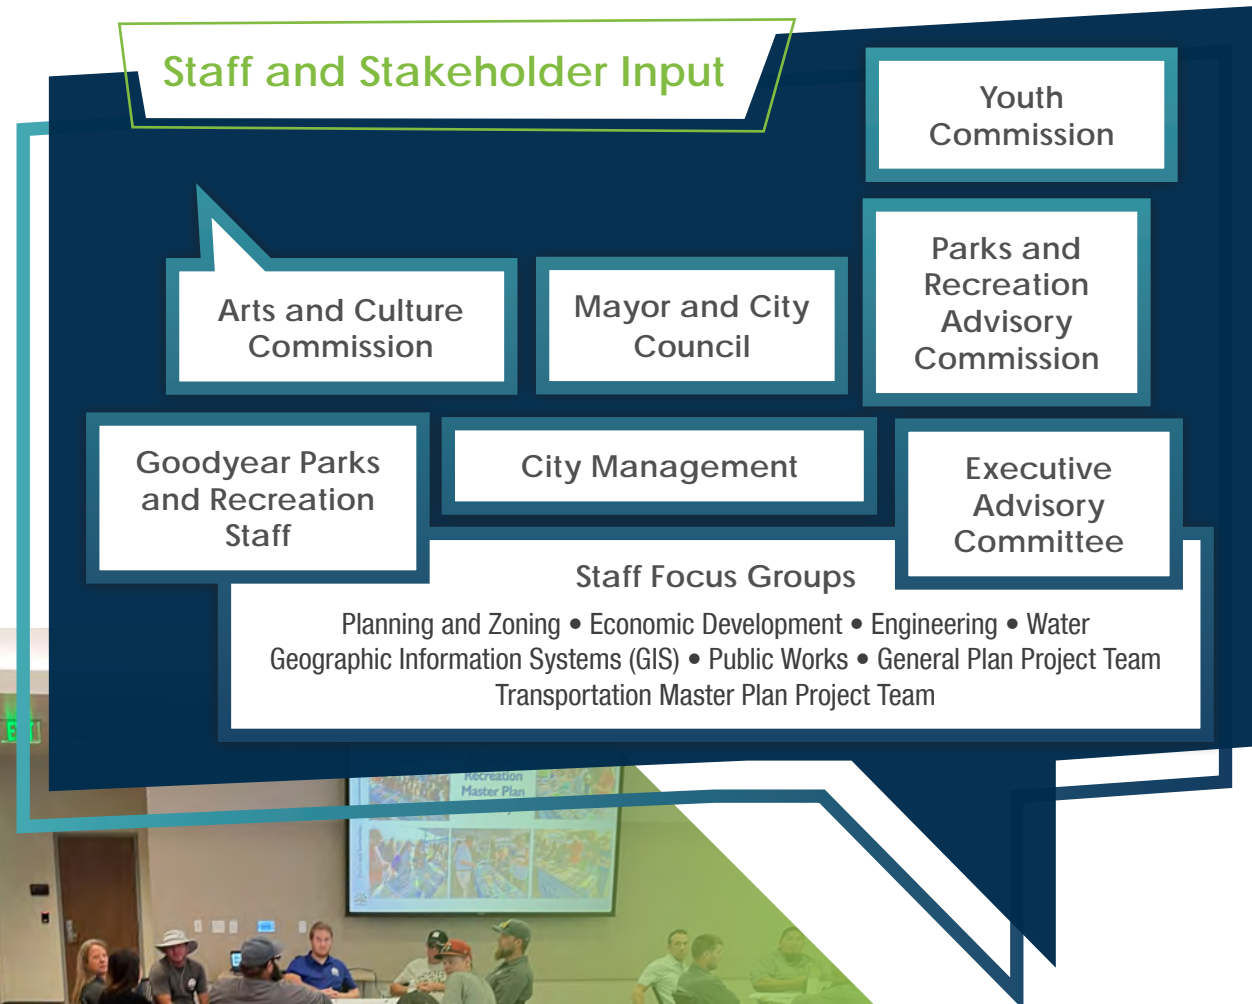 Staff and Stakeholder Input
Youth
Commission
Arts and Culture
Commission
Mayor and City
Council
Parks and
Recreation
Advisory
Commission
Goodyear Parks
and Recreation
Staff
City Management
Executive
Advisory
Committee
Staff Focus Groups
Planning and Zoning • Economic Development • Engineering • Water
Geographic Information Systems (GIS) • Public Works • General Plan Project Team
Transportation Master Plan Project Team
EXIT
Recreation
Master Plan